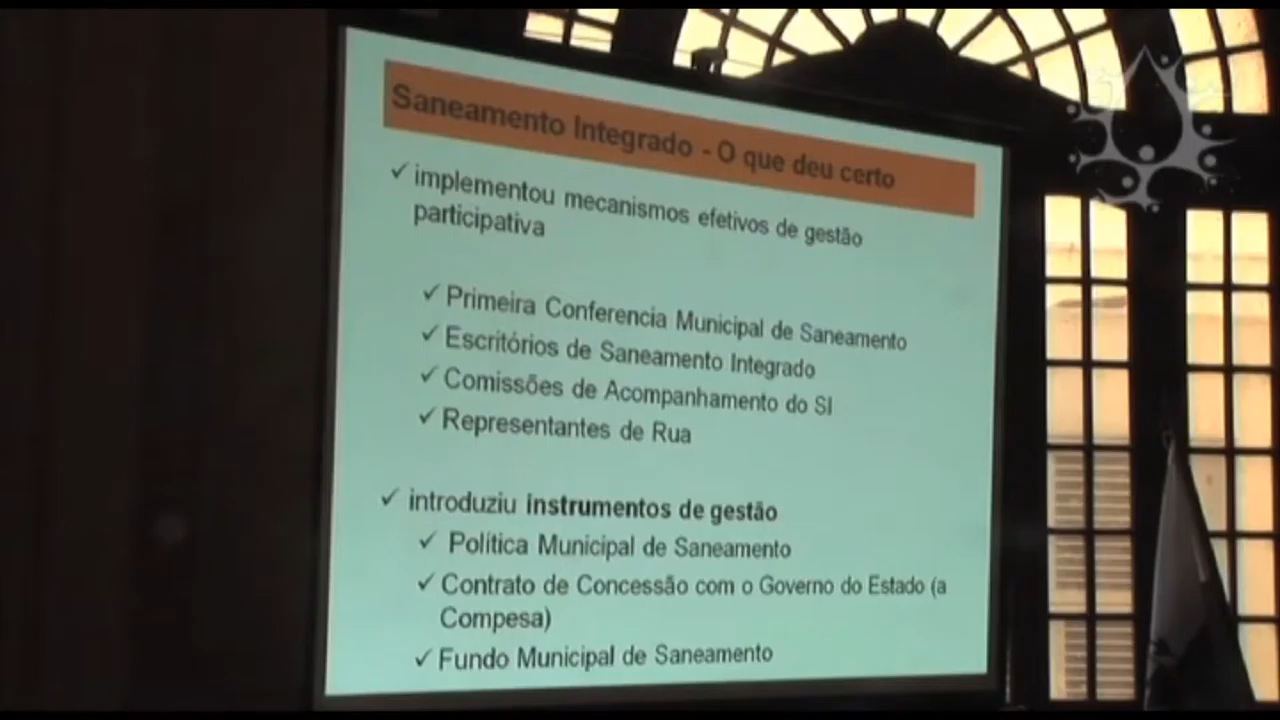 Saneamento Integrado - O que deu certo
✓ implementou mecanismos efetivos de gestão
participativa
✓ Primeira Conferencia Municipal de Saneamento
✓ Escritórios de Saneamento Integrado
✓ Comissões de Acompanhamento do SI
✓ Representantes de Rua
✓ introduziu instrumentos de gestão
✓ Política Municipal de Saneamento
✓ Contrato de Concessão com o Governo do Estado (a
Compesa)
✓ Fundo Municipal de Saneamento